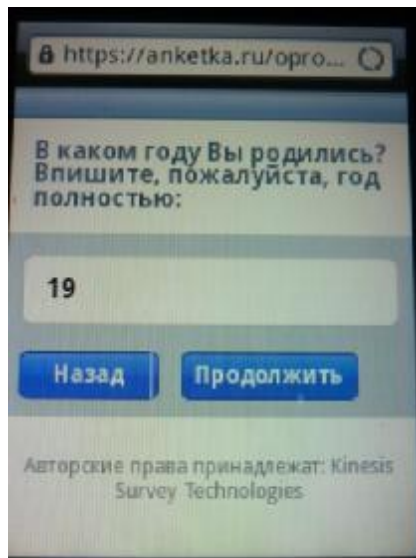 https://anketka.ru/opro...
В каком году Вы родились?
Впишите, пожалуйста, год
полностью:
19
Назад Продолжить
Авторские права принадлежат: Kinesis
Survey Technologies